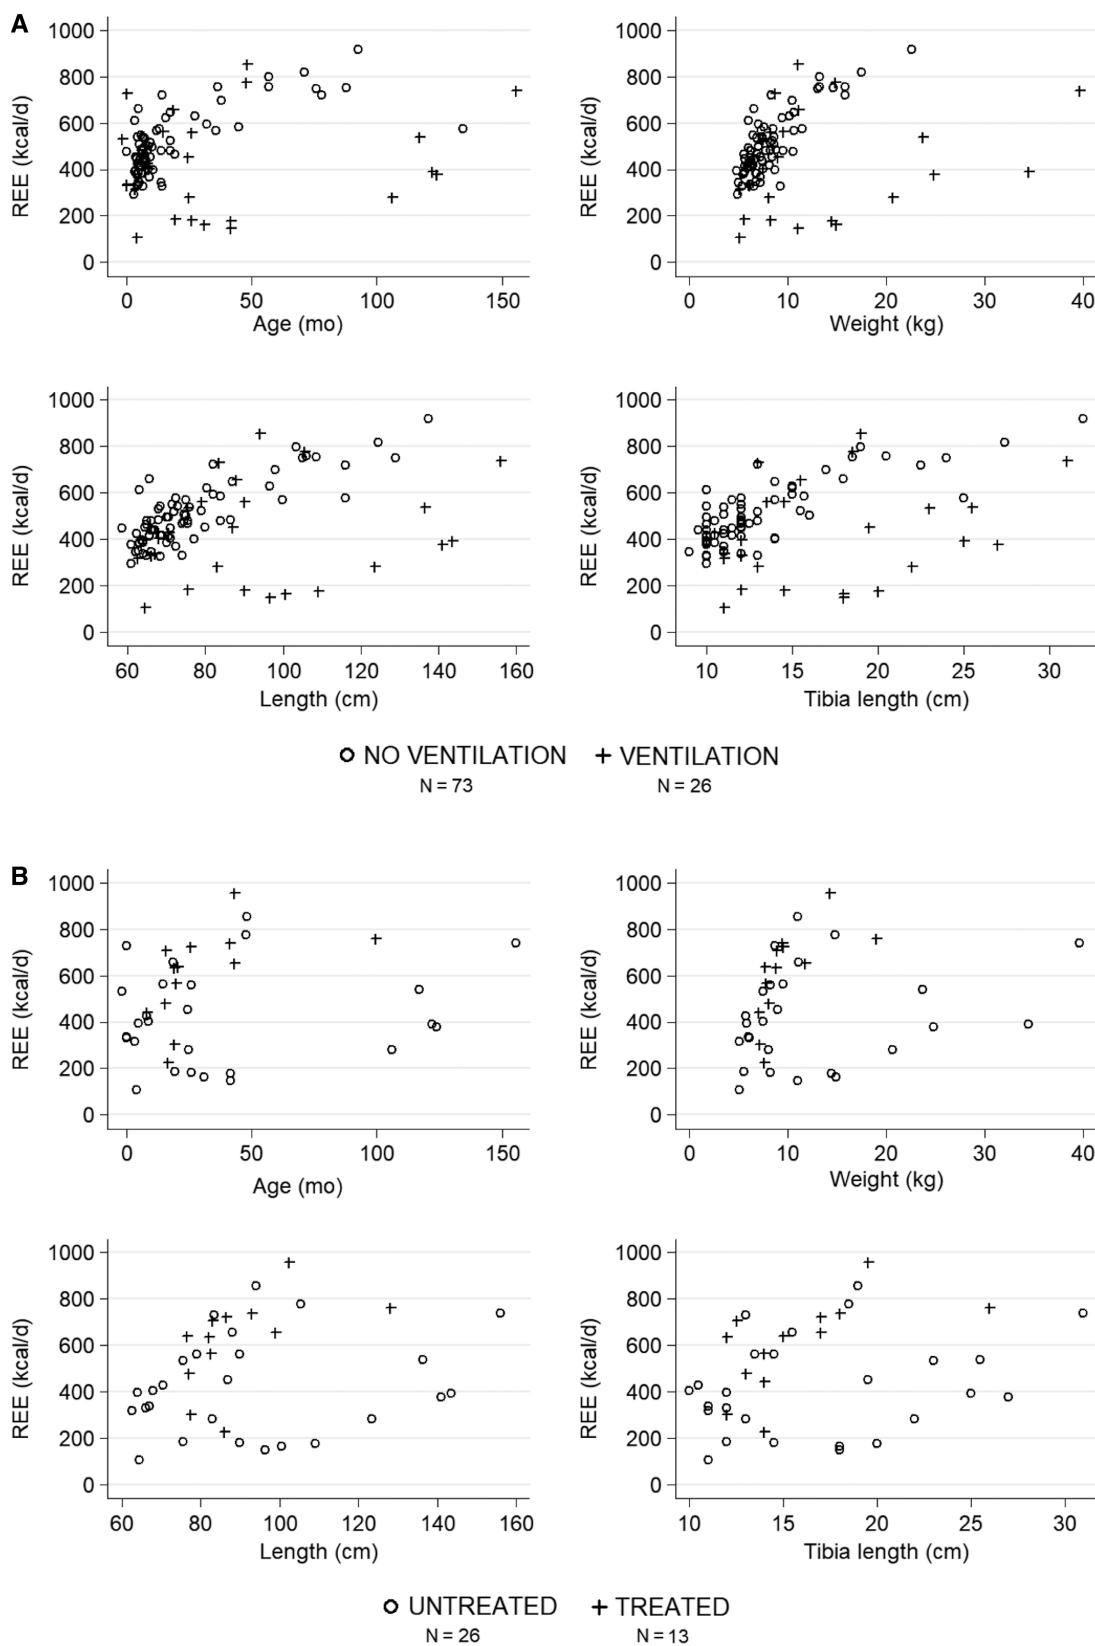 A
1000
800
600
400
200
0
REE (kcal/d)
0 50 100 150
Age (mo)
1000
800
600
400
200
0
REE (kcal/d)
0 10 20 30 40
Weight (kg)
1000
800
600
400
200
0
REE (kcal/d)
60 80 100 120 140 160
Length (cm)
1000
800
600
400
200
0
REE (kcal/d)
10 15 20 25 30
Tibia length (cm)
NO VENTILATION VENTILATION
N = 73 N = 26
B
1000
800
600
400
200
0
REE (kcal/d)
0 50 100 150
Age (mo)
1000
800
600
400
200
0
REE (kcal/d)
0 10 20 30 40
Weight (kg)
1000
800
600
400
200
0
REE (kcal/d)
60 80 100 120 140 160
Length (cm)
1000
800
600
400
200
0
REE (kcal/d)
10 15 20 25 30
Tibia length (cm)
UNTREATED TREATED
N = 26 N = 13